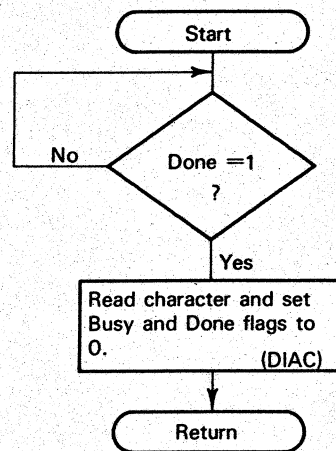 Start
No
Done =1
?
Yes
Read character and set
Busy and Done flags to
0.
(DIAC)
Return